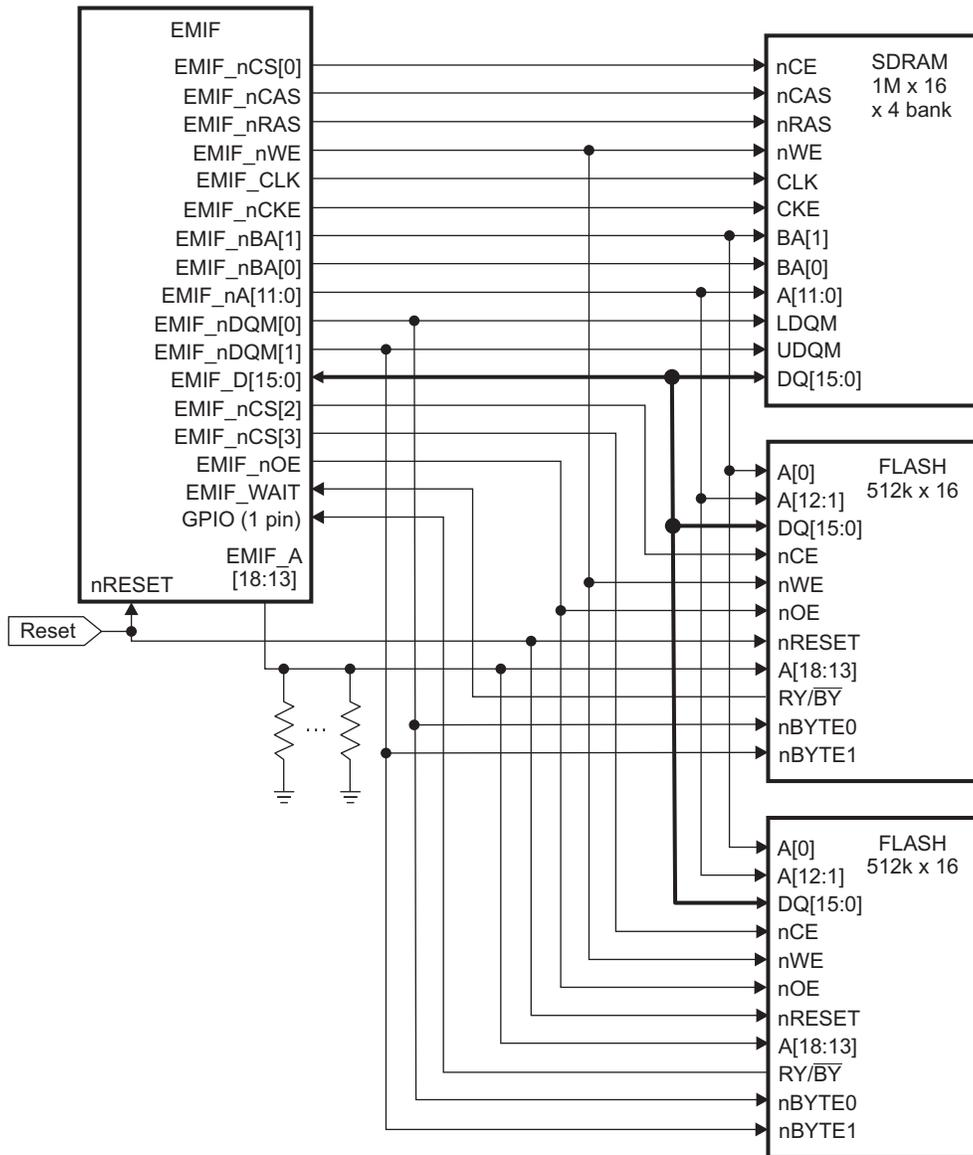 EMIF
EMIF_nCS[0]
EMIF_nCAS
EMIF_nRAS
EMIF_nWE
EMIF_CLK
EMIF_nCKE
EMIF_nBA[1]
EMIF_nBA[0]
EMIF_nA[11:0]
EMIF_nDQM[0]
EMIF_nDQM[1]
EMIF_D[15:0]
EMIF_nCS[2]
EMIF_nCS[3]
EMIF_nOE
EMIF_WAIT
GPIO (1 pin)
EMIF_A
[18:13]
nRESET
Reset
...
SDRAM
1M x 16
x 4 bank
nCE
nCAS
nRAS
nWE
CLK
CKE
BA[1]
BA[0]
A[11:0]
LDQM
UDQM
DQ[15:0]
FLASH
512k x 16
A[0]
A[12:1]
DQ[15:0]
nCE
nWE
nOE
nRESET
A[18:13]
RY/B̅Y̅
nBYTE0
nBYTE1
FLASH
512k x 16
A[0]
A[12:1]
DQ[15:0]
nCE
nWE
nOE
nRESET
A[18:13]
RY/B̅Y̅
nBYTE0
nBYTE1